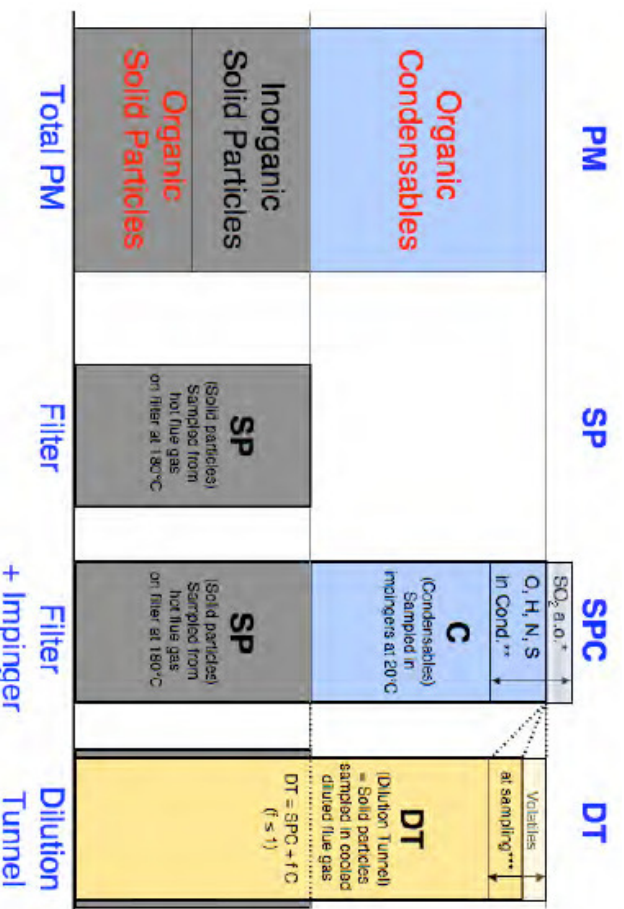 PM
Organic
Condensables
Inorganic
Solid Particles
Organic
Solid Particles
Total PM
SP
SP
(Solid particles)
Sampled from
hot flue gas
on filter at 180°C
Filter
SPC
SO₂ a.o.*
O, H, N, S
in Cond.**
C
(Condensables)
Sampled in
impingers at 20°C
SP
(Solid particles)
Sampled from
hot flue gas
on filter at 180°C
Filter
+ Impinger
DT
Volatiles
at sampling***
DT
(Dilution Tunnel)
= Solid particles
sampled in cooled
diluted flue gas
DT = SPC + f C
(f ≤ 1)
Dilution
Tunnel